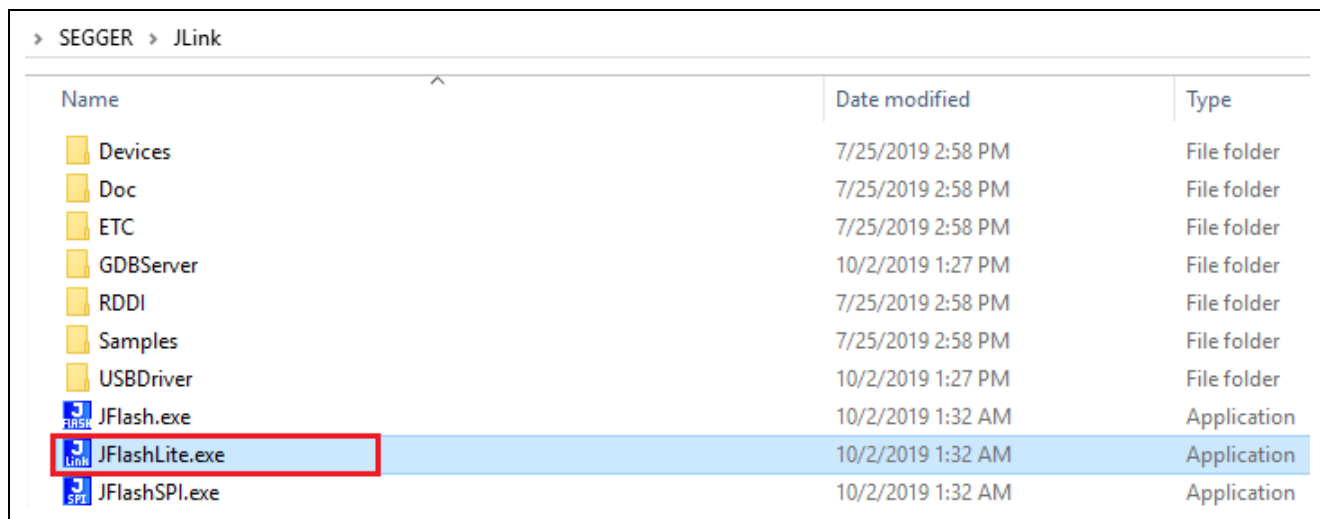 > SEGGER > JLink
Name Date modified Type
Devices 7/25/2019 2:58 PM File folder
Doc 7/25/2019 2:58 PM File folder
ETC 7/25/2019 2:58 PM File folder
GDBServer 10/2/2019 1:27 PM File folder
RDDI 7/25/2019 2:58 PM File folder
Samples 7/25/2019 2:58 PM File folder
USBDriver 10/2/2019 1:27 PM File folder
J FLASH JFlash.exe 10/2/2019 1:32 AM Application
J Link JFlashLite.exe 10/2/2019 1:32 AM Application
J SPI JFlashSPI.exe 10/2/2019 1:32 AM Application